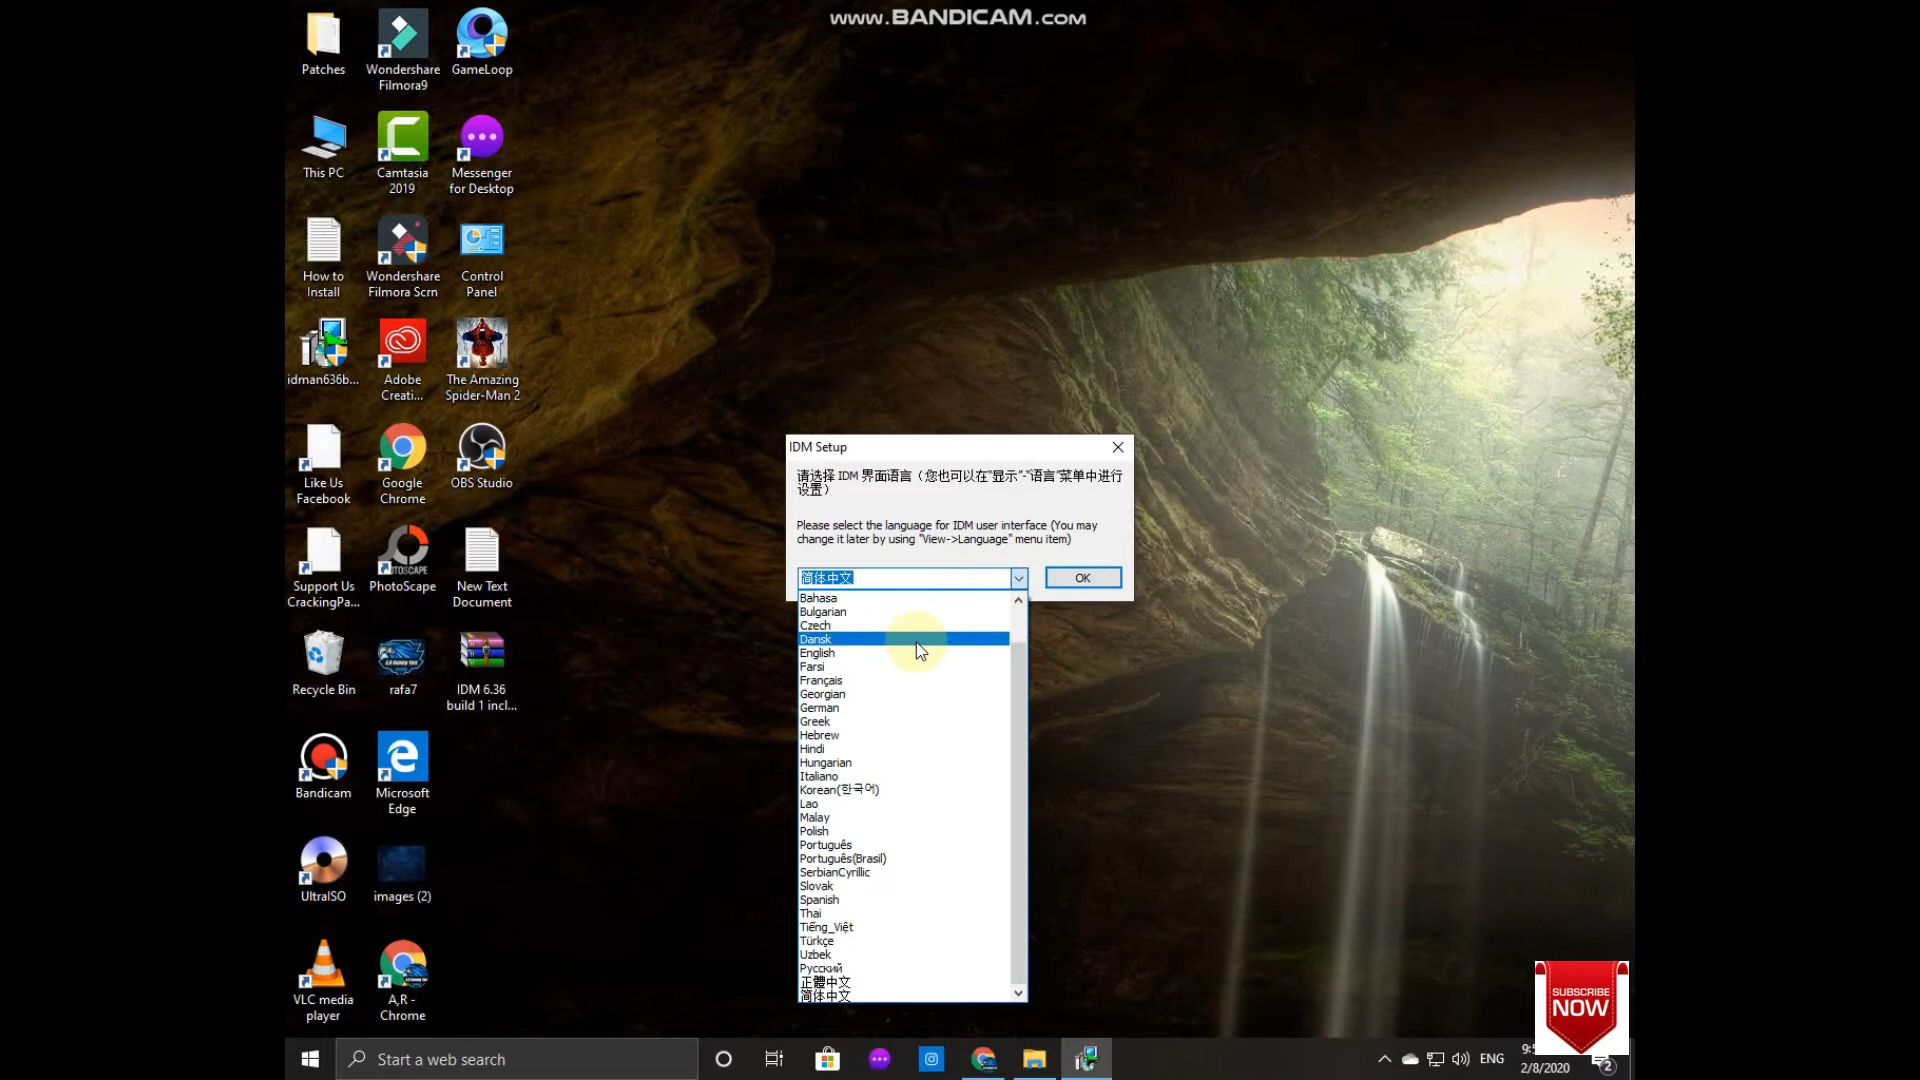 www.BANDICAM.com
Patches
Wondershare
Filmora9
GameLoop
This PC
Camtasia
2019
Messenger
for Desktop
How to
Install
Wondershare
Filmora Scrn
Control
Panel
idman636b...
Adobe
Creati...
The Amazing
Spider-Man 2
Like Us
Facebook
Google
Chrome
OBS Studio
Support Us
CrackingPa...
PHOTOSCAPE
PhotoScape
New Text
Document
Recycle Bin
rafa7
IDM 6.36
build 1 incl...
Bandicam
Microsoft
Edge
UltraISO
images (2)
VLC media
player
A,R -
Chrome
IDM Setup
请选择 IDM 界面语言（您也可以在“显示”-“语言”菜单中进行
设置）
Please select the language for IDM user interface (You may
change it later by using "View->Language" menu item)
简体中文
OK
Bahasa
Bulgarian
Czech
Dansk
English
Farsi
Français
Georgian
German
Greek
Hebrew
Hindi
Hungarian
Italiano
Korean(한국어)
Lao
Malay
Polish
Português
Português(Brasil)
SerbianCyrillic
Slovak
Spanish
Thai
Tiếng_Việt
Türkçe
Uzbek
Русский
正體中文
简体中文
SUBSCRIBE
NOW
Start a web search
ENG
2/8/2020
2